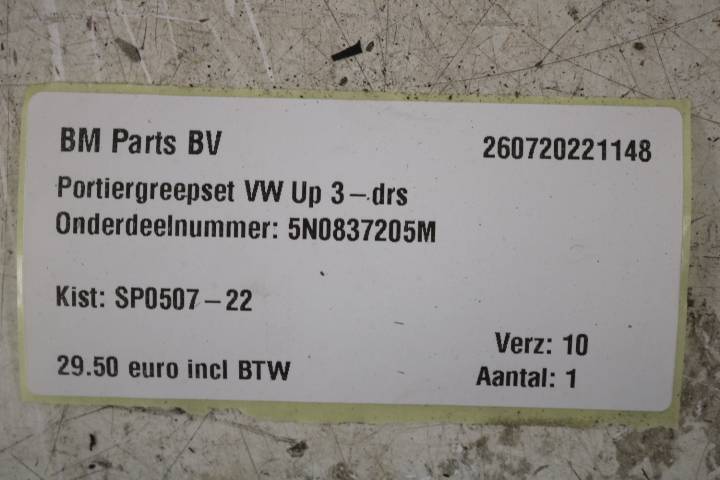 BM Parts BV
260720221148
Portiergreepset VW Up 3-drs
Onderdeelnummer: 5N0837205M
Kist: SP0507-22
Verz: 10
29.50 euro incl BTW
Aantal: 1